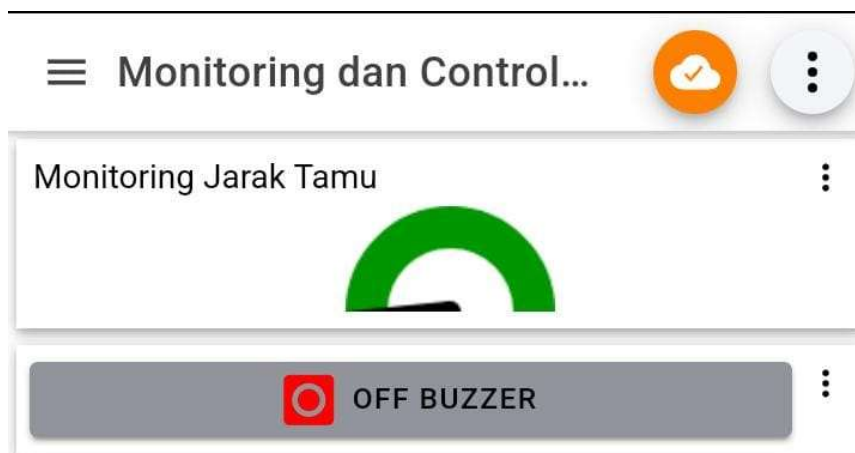 Monitoring dan Control...
Monitoring Jarak Tamu
OFF BUZZER